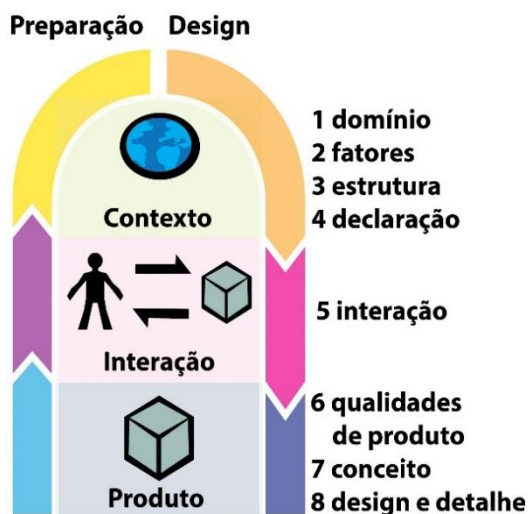 Preparação Design
1 domínio
2 fatores
3 estrutura
4 declaração
Contexto
5 interação
Interação
6 qualidades
de produto
7 conceito
8 design e detalhe
Produto